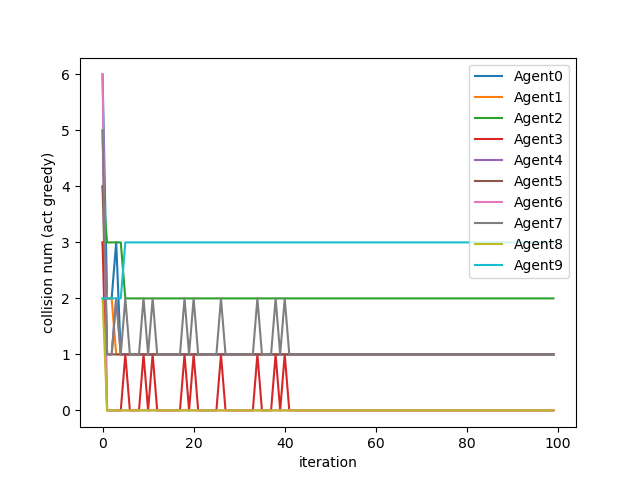 6
5
4
3
2
1
0
collision num (act greedy)
0
20
40
60
80
100
iteration
Agent0
Agent1
Agent2
Agent3
Agent4
Agent5
Agent6
Agent7
Agent8
Agent9